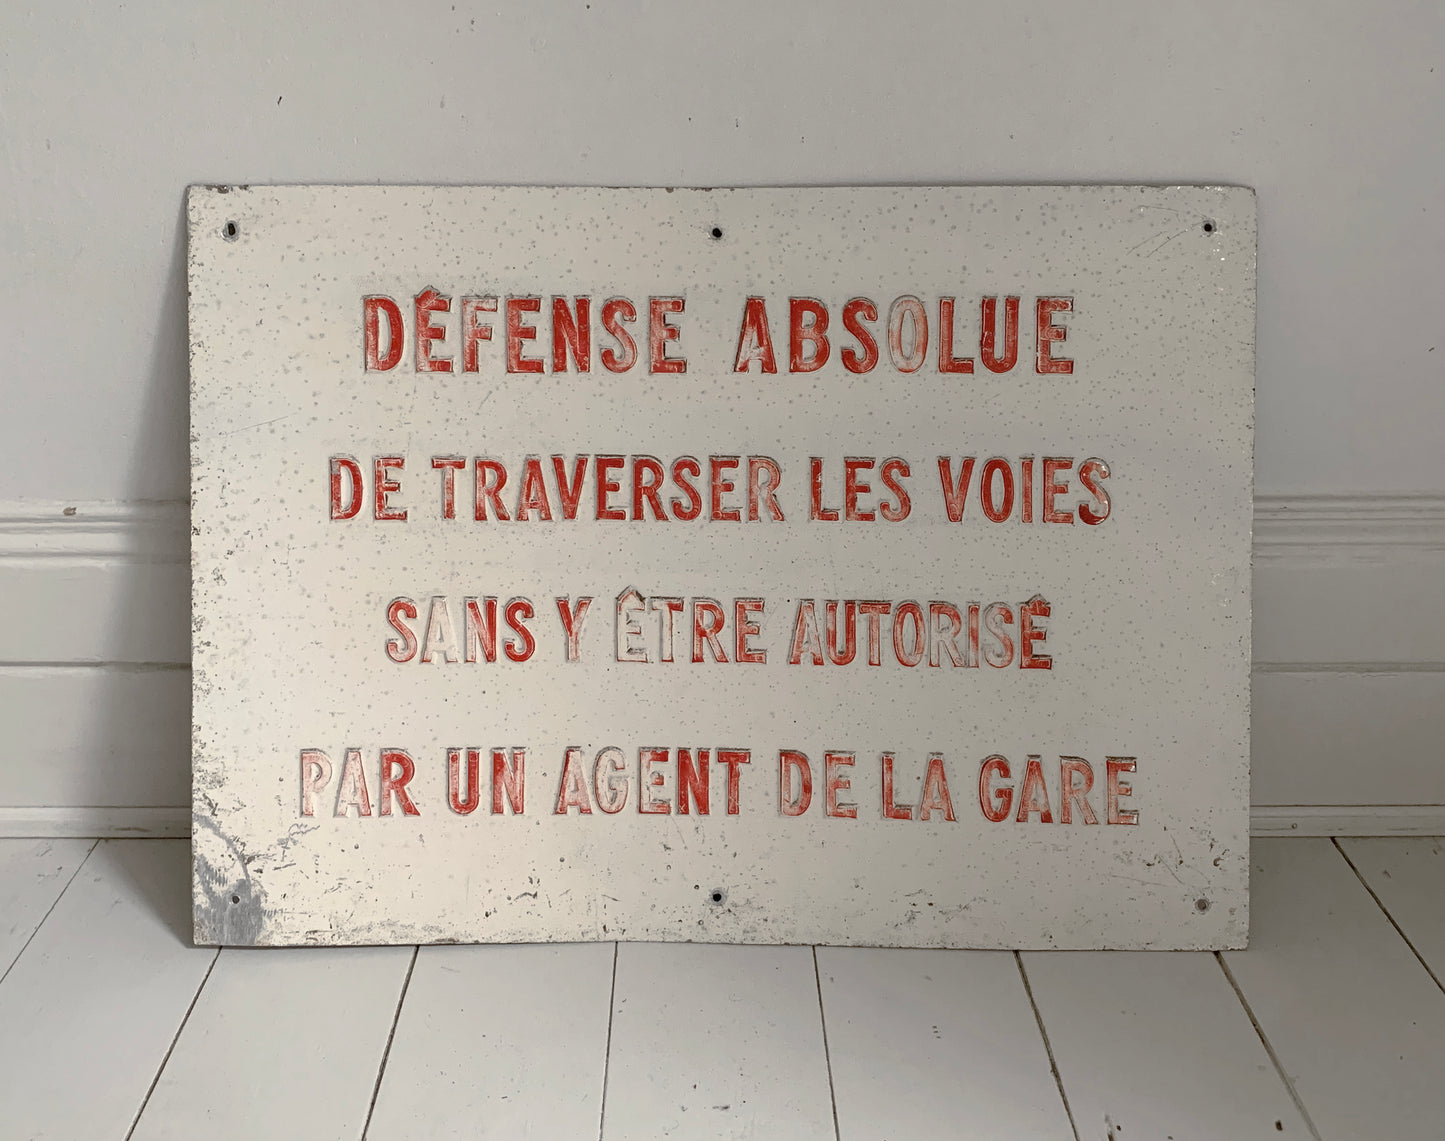 DÉFENSE ABSOLUE
DE TRAVERSER LES VOIES
SANS Y ÊTRE AUTORISÉ
PAR UN AGENT DE LA GARE